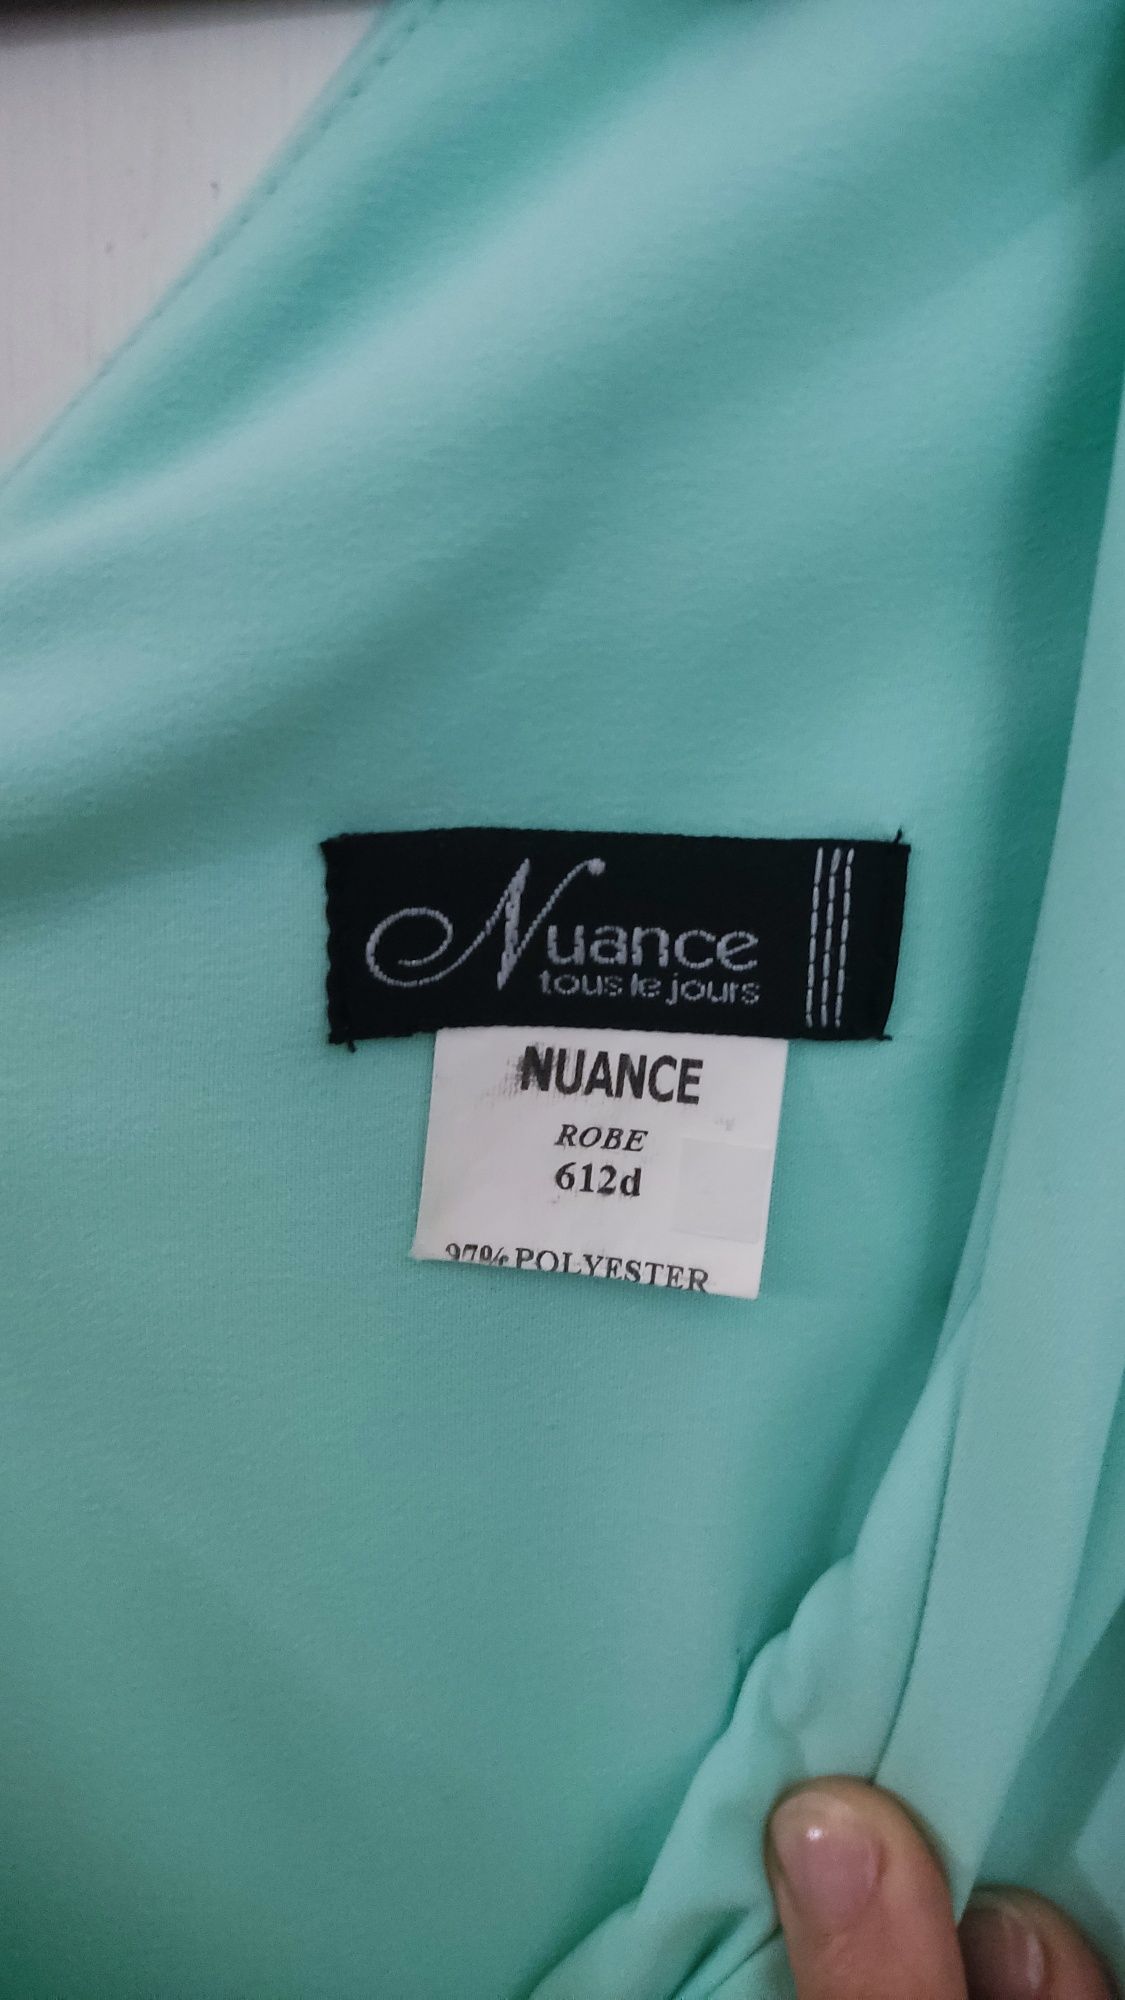 Nuance
tous le jours
NUANCE
ROBE
612d
97% POLYESTER